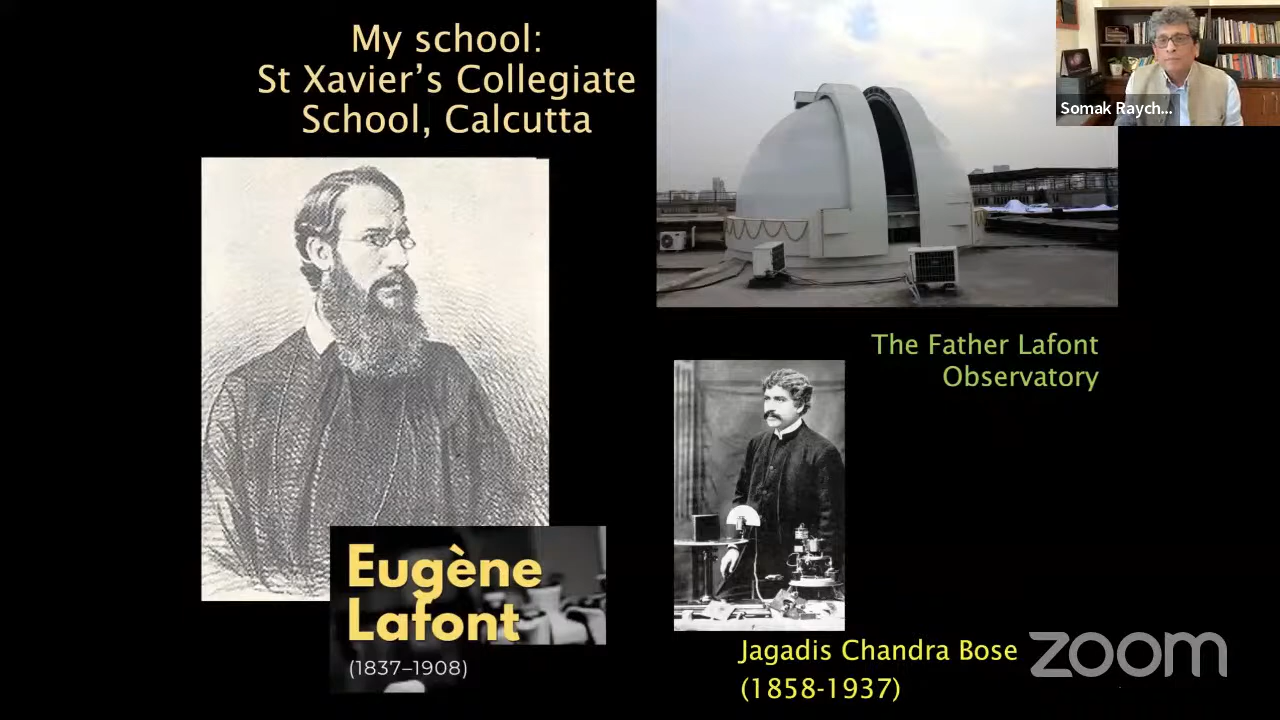 My school:
St Xavier's Collegiate
School, Calcutta
Somak Raych...
The Father Lafont
Observatory
Eugène
Lafont
(1837–1908)
Jagadis Chandra Bose
(1858-1937)
zoom